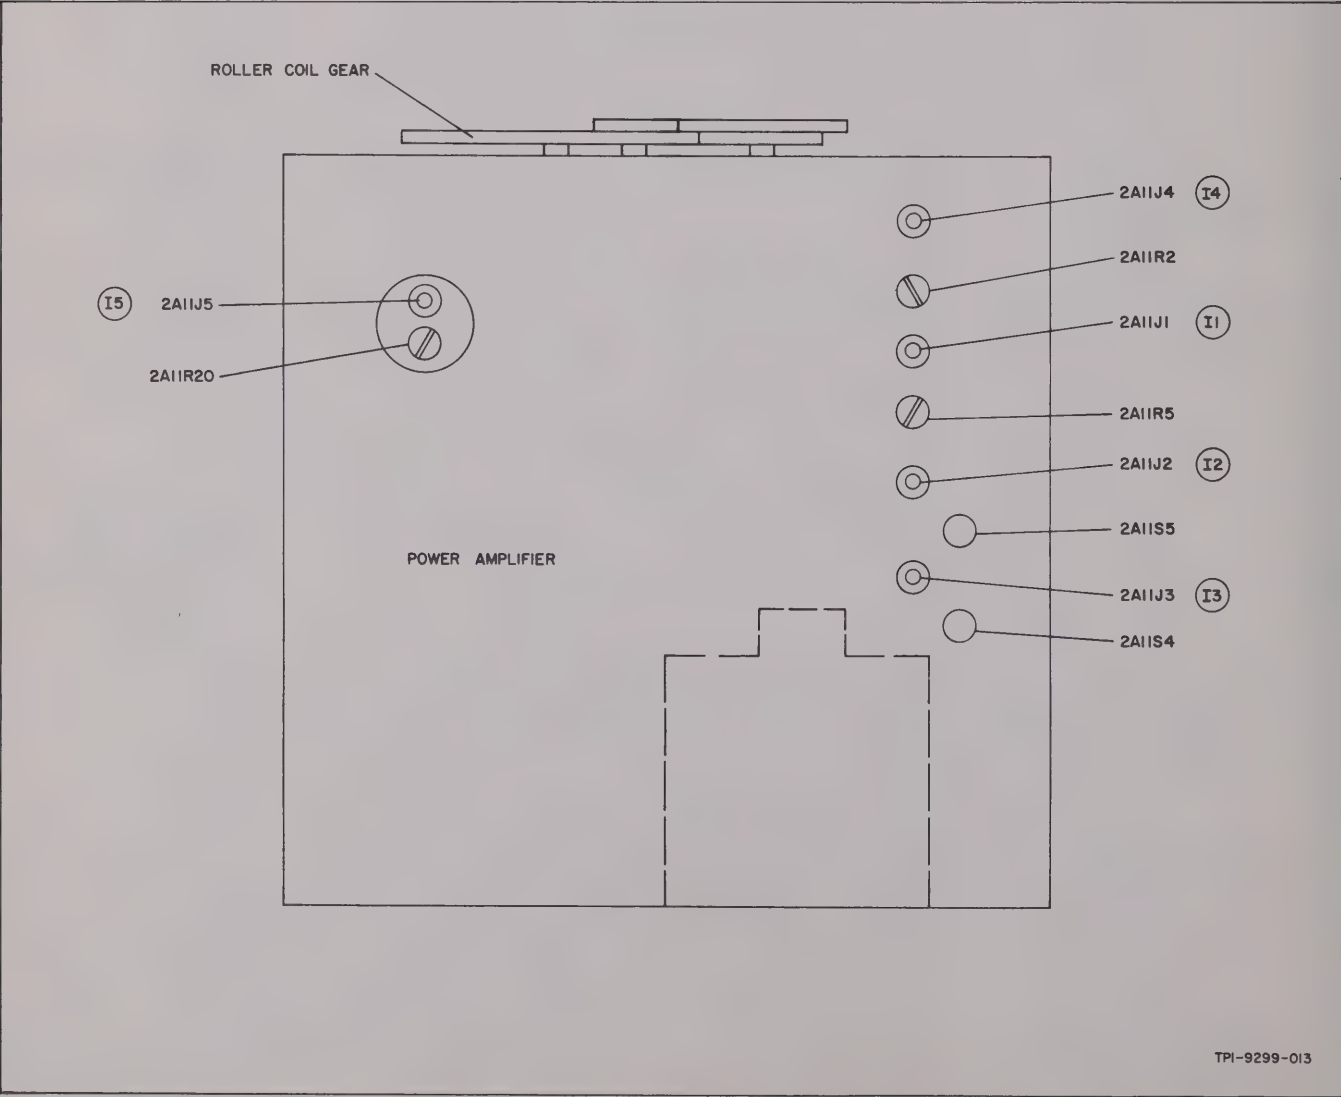 ROLLER COIL GEAR
2A11J4 I4
2A11R2
I5 2A11J5
2A11J1 I1
2A11R20
2A11R5
2A11J2 I2
2A11S5
POWER AMPLIFIER
2A11J3 I3
2A11S4
TP1-9299-013